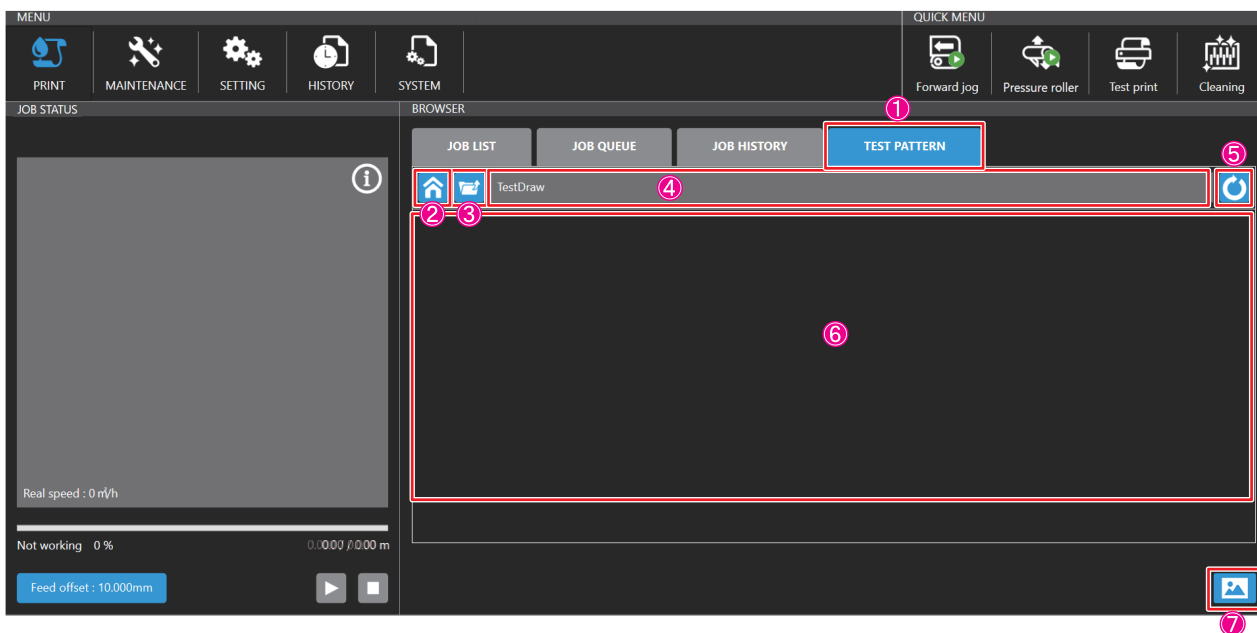 MENU
QUICK MENU
PRINT
MAINTENANCE
SETTING
HISTORY
SYSTEM
Forward jog
Pressure roller
Test print
Cleaning
JOB STATUS
BROWSER
1
JOB LIST
JOB QUEUE
JOB HISTORY
TEST PATTERN
5
i
TestDraw
4
2
3
6
Real speed : 0 ㎡/h
Not working 0 %
m
Feed offset : 10.000mm
7